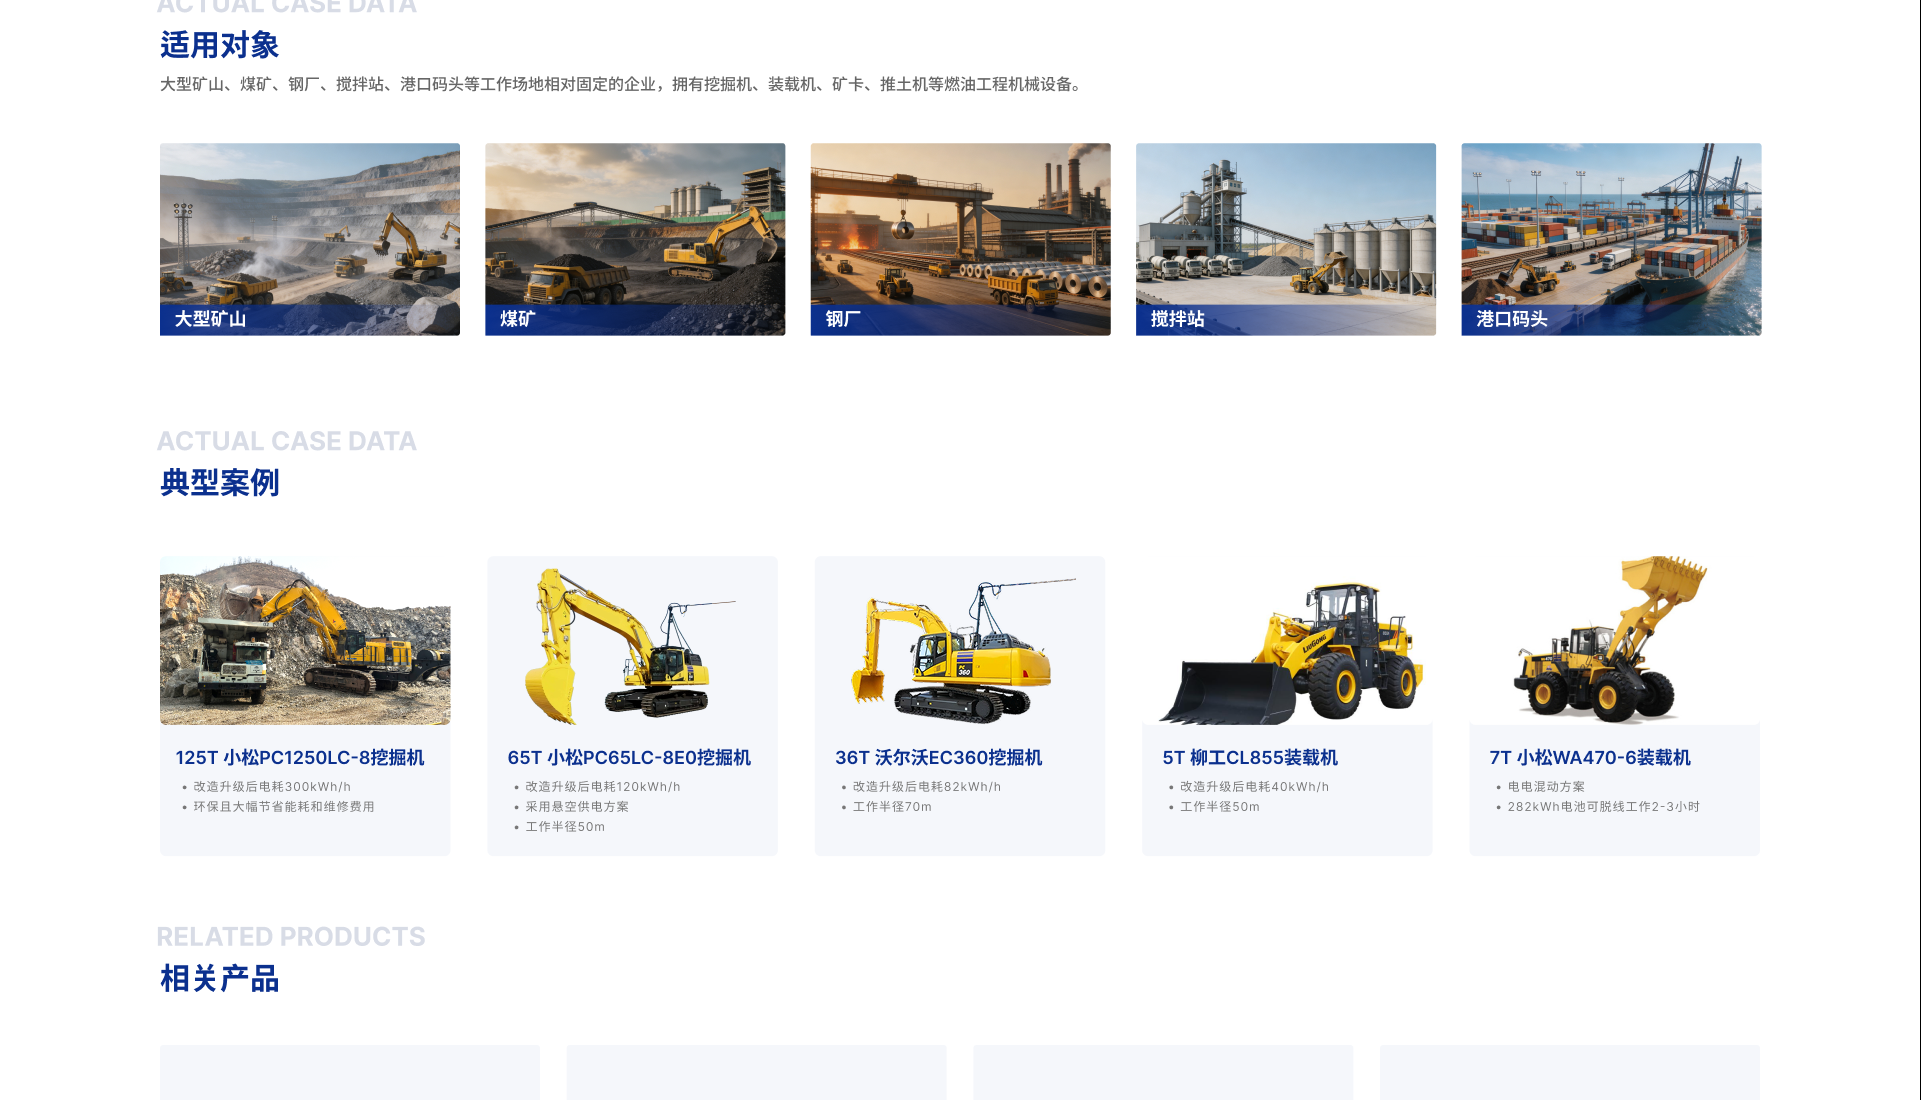 ACTUAL CASE DATA
适用对象
大型矿山、煤矿、钢厂、搅拌站、港口码头等工作场地相对固定的企业，拥有挖掘机、装载机、矿卡、推土机等燃油工程机械设备。
大型矿山
煤矿
钢厂
搅拌站
港口码头
ACTUAL CASE DATA
典型案例
LIUGONG
PC
360
125T 小松PC1250LC-8挖掘机
• 改造升级后电耗300kWh/h
• 环保且大幅节省能耗和维修费用
65T 小松PC65LC-8E0挖掘机
• 改造升级后电耗120kWh/h
• 采用悬空供电方案
• 工作半径50m
36T 沃尔沃EC360挖掘机
• 改造升级后电耗82kWh/h
• 工作半径70m
5T 柳工CL855装载机
• 改造升级后电耗40kWh/h
• 工作半径50m
7T 小松WA470-6装载机
• 电电混动方案
• 282kWh电池可脱线工作2-3小时
RELATED PRODUCTS
相关产品